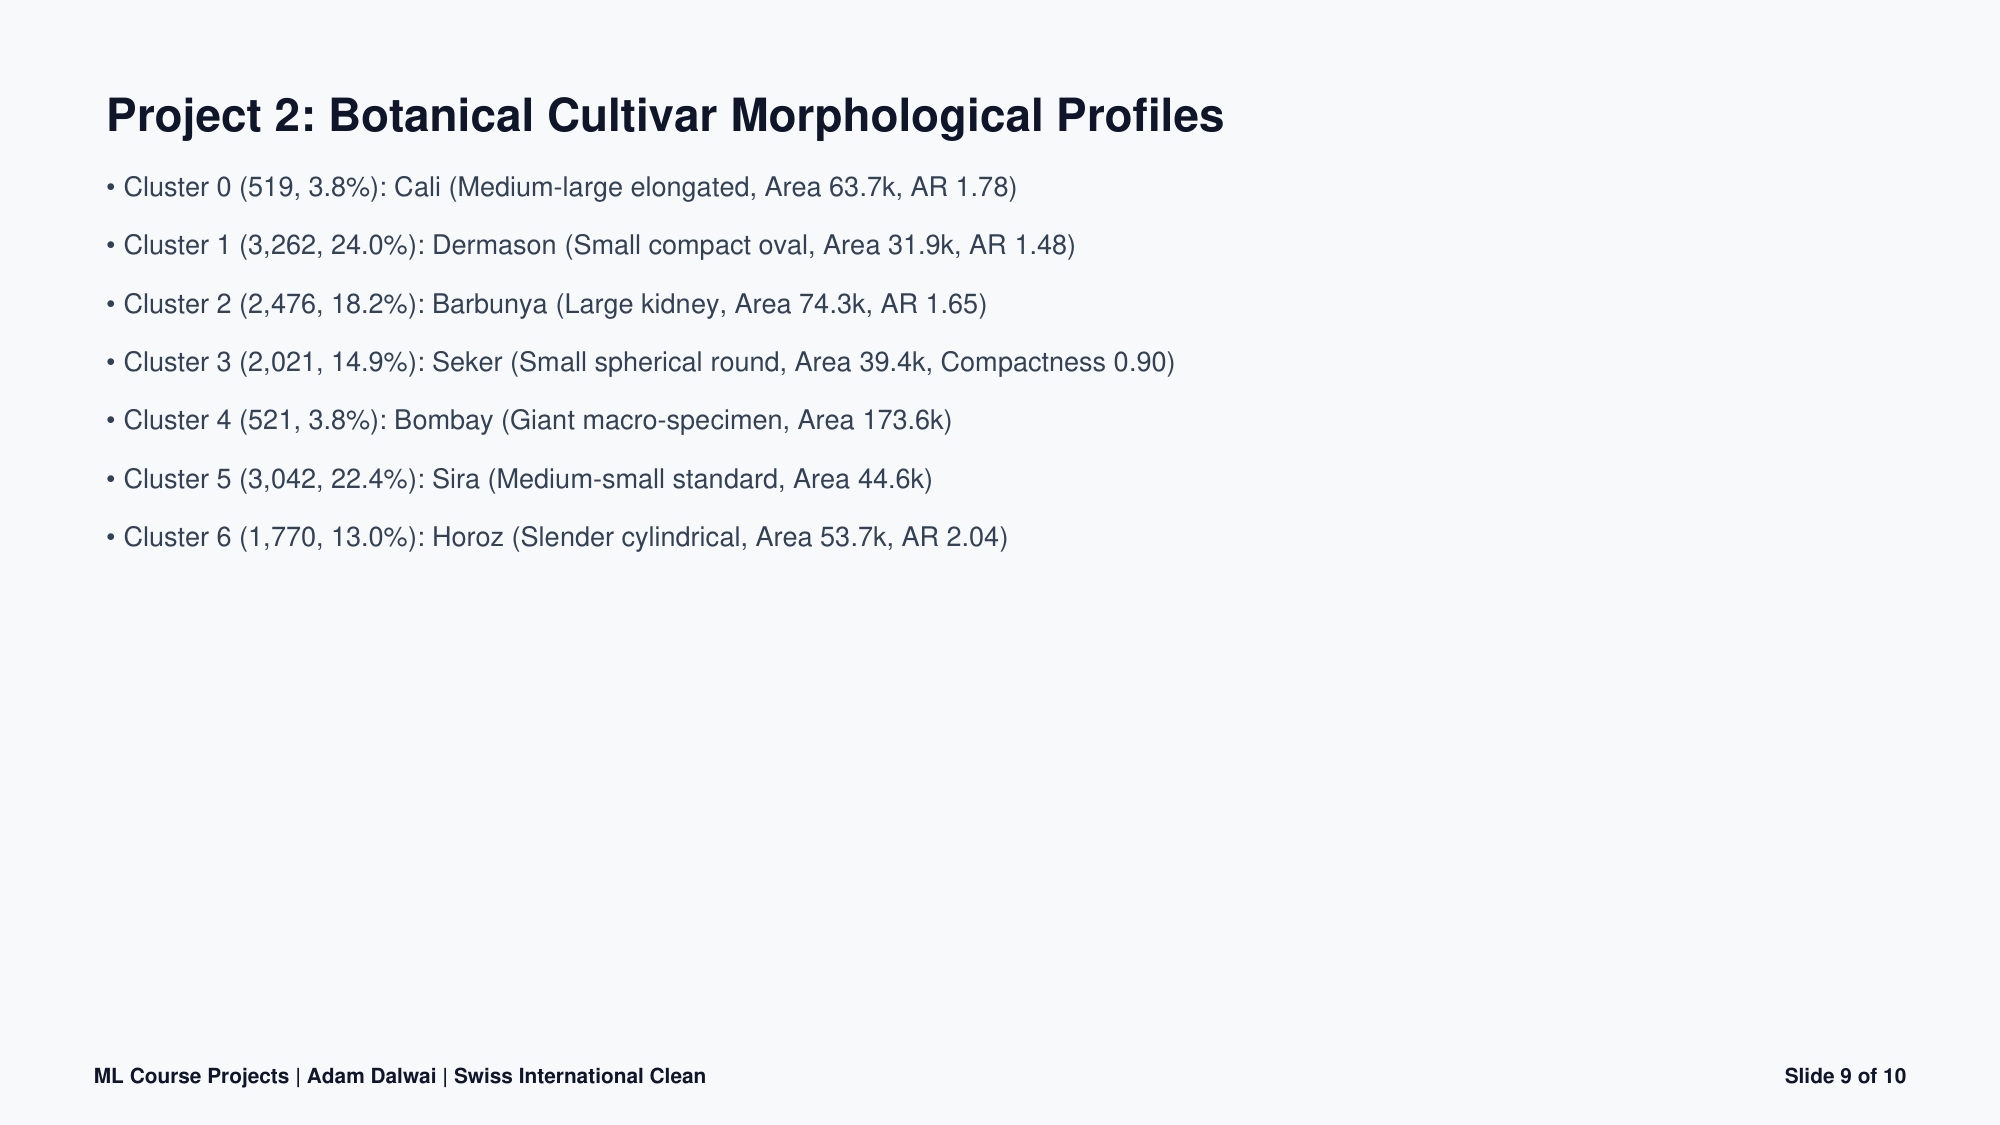 Project 2: Botanical Cultivar Morphological Profiles
• Cluster 0 (519, 3.8%): Cali (Medium-large elongated, Area 63.7k, AR 1.78)
• Cluster 1 (3,262, 24.0%): Dermason (Small compact oval, Area 31.9k, AR 1.48)
• Cluster 2 (2,476, 18.2%): Barbunya (Large kidney, Area 74.3k, AR 1.65)
• Cluster 3 (2,021, 14.9%): Seker (Small spherical round, Area 39.4k, Compactness 0.90)
• Cluster 4 (521, 3.8%): Bombay (Giant macro-specimen, Area 173.6k)
• Cluster 5 (3,042, 22.4%): Sira (Medium-small standard, Area 44.6k)
• Cluster 6 (1,770, 13.0%): Horoz (Slender cylindrical, Area 53.7k, AR 2.04)
ML Course Projects | Adam Dalwai | Swiss International Clean
Slide 9 of 10